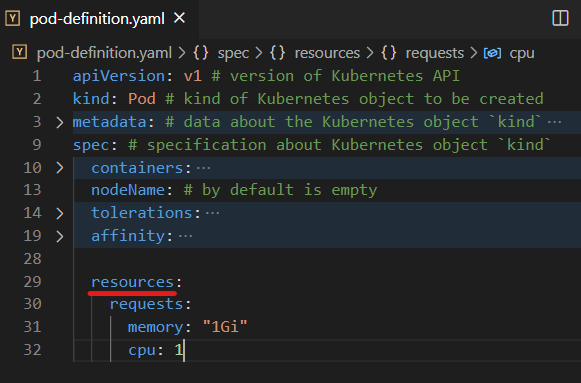 pod-definition.yaml ×
pod-definition.yaml > {} spec > {} resources > {} requests > cpu
1 apiVersion: v1 # version of Kubernetes API
2 kind: Pod # kind of Kubernetes object to be created
3 > metadata: # data about the Kubernetes object `kind`···
9 spec: # specification about Kubernetes object `kind`
10 > containers:···
13 nodeName: # by default is empty
14 > tolerations:···
19 > affinity:···
28
29 resources:
30 requests:
31 memory: "1Gi"
32 cpu: 1